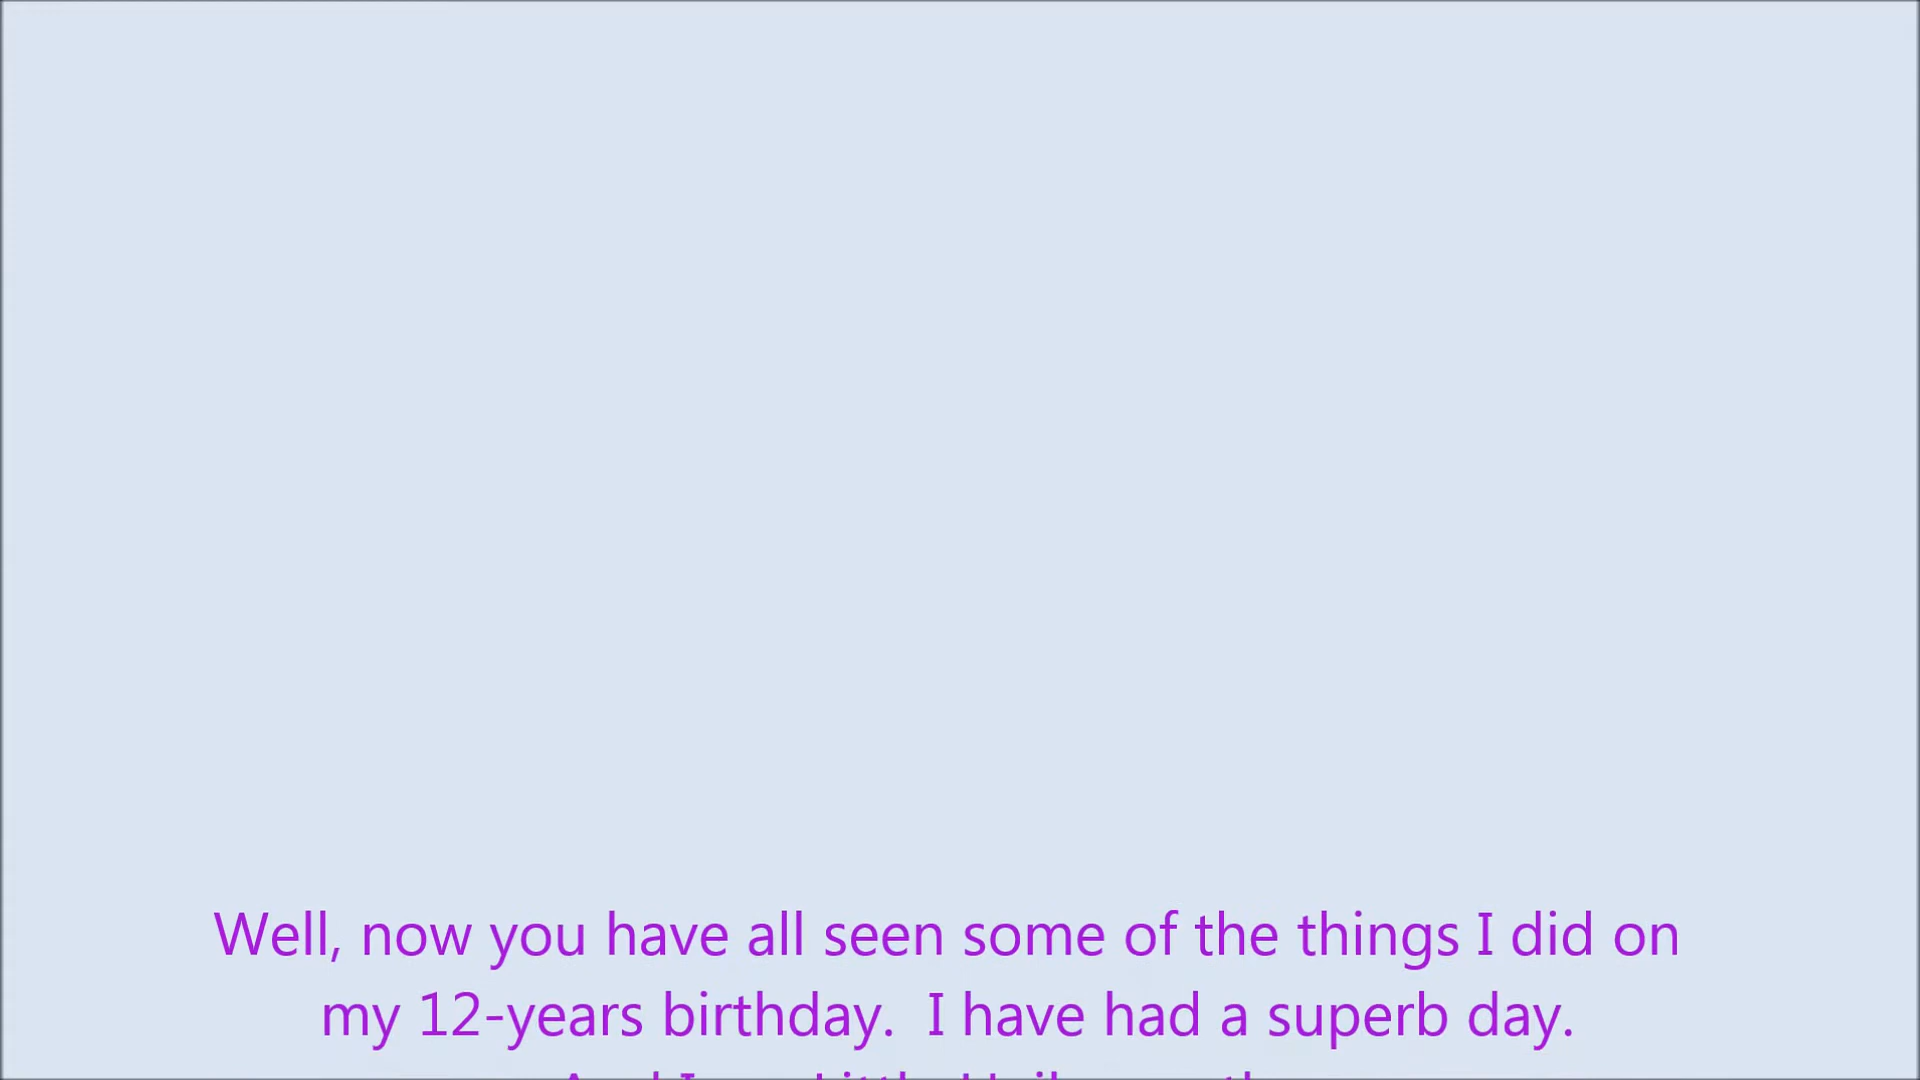 Well, now you have all seen some of the things I did on
my 12-years birthday.  I have had a superb day.